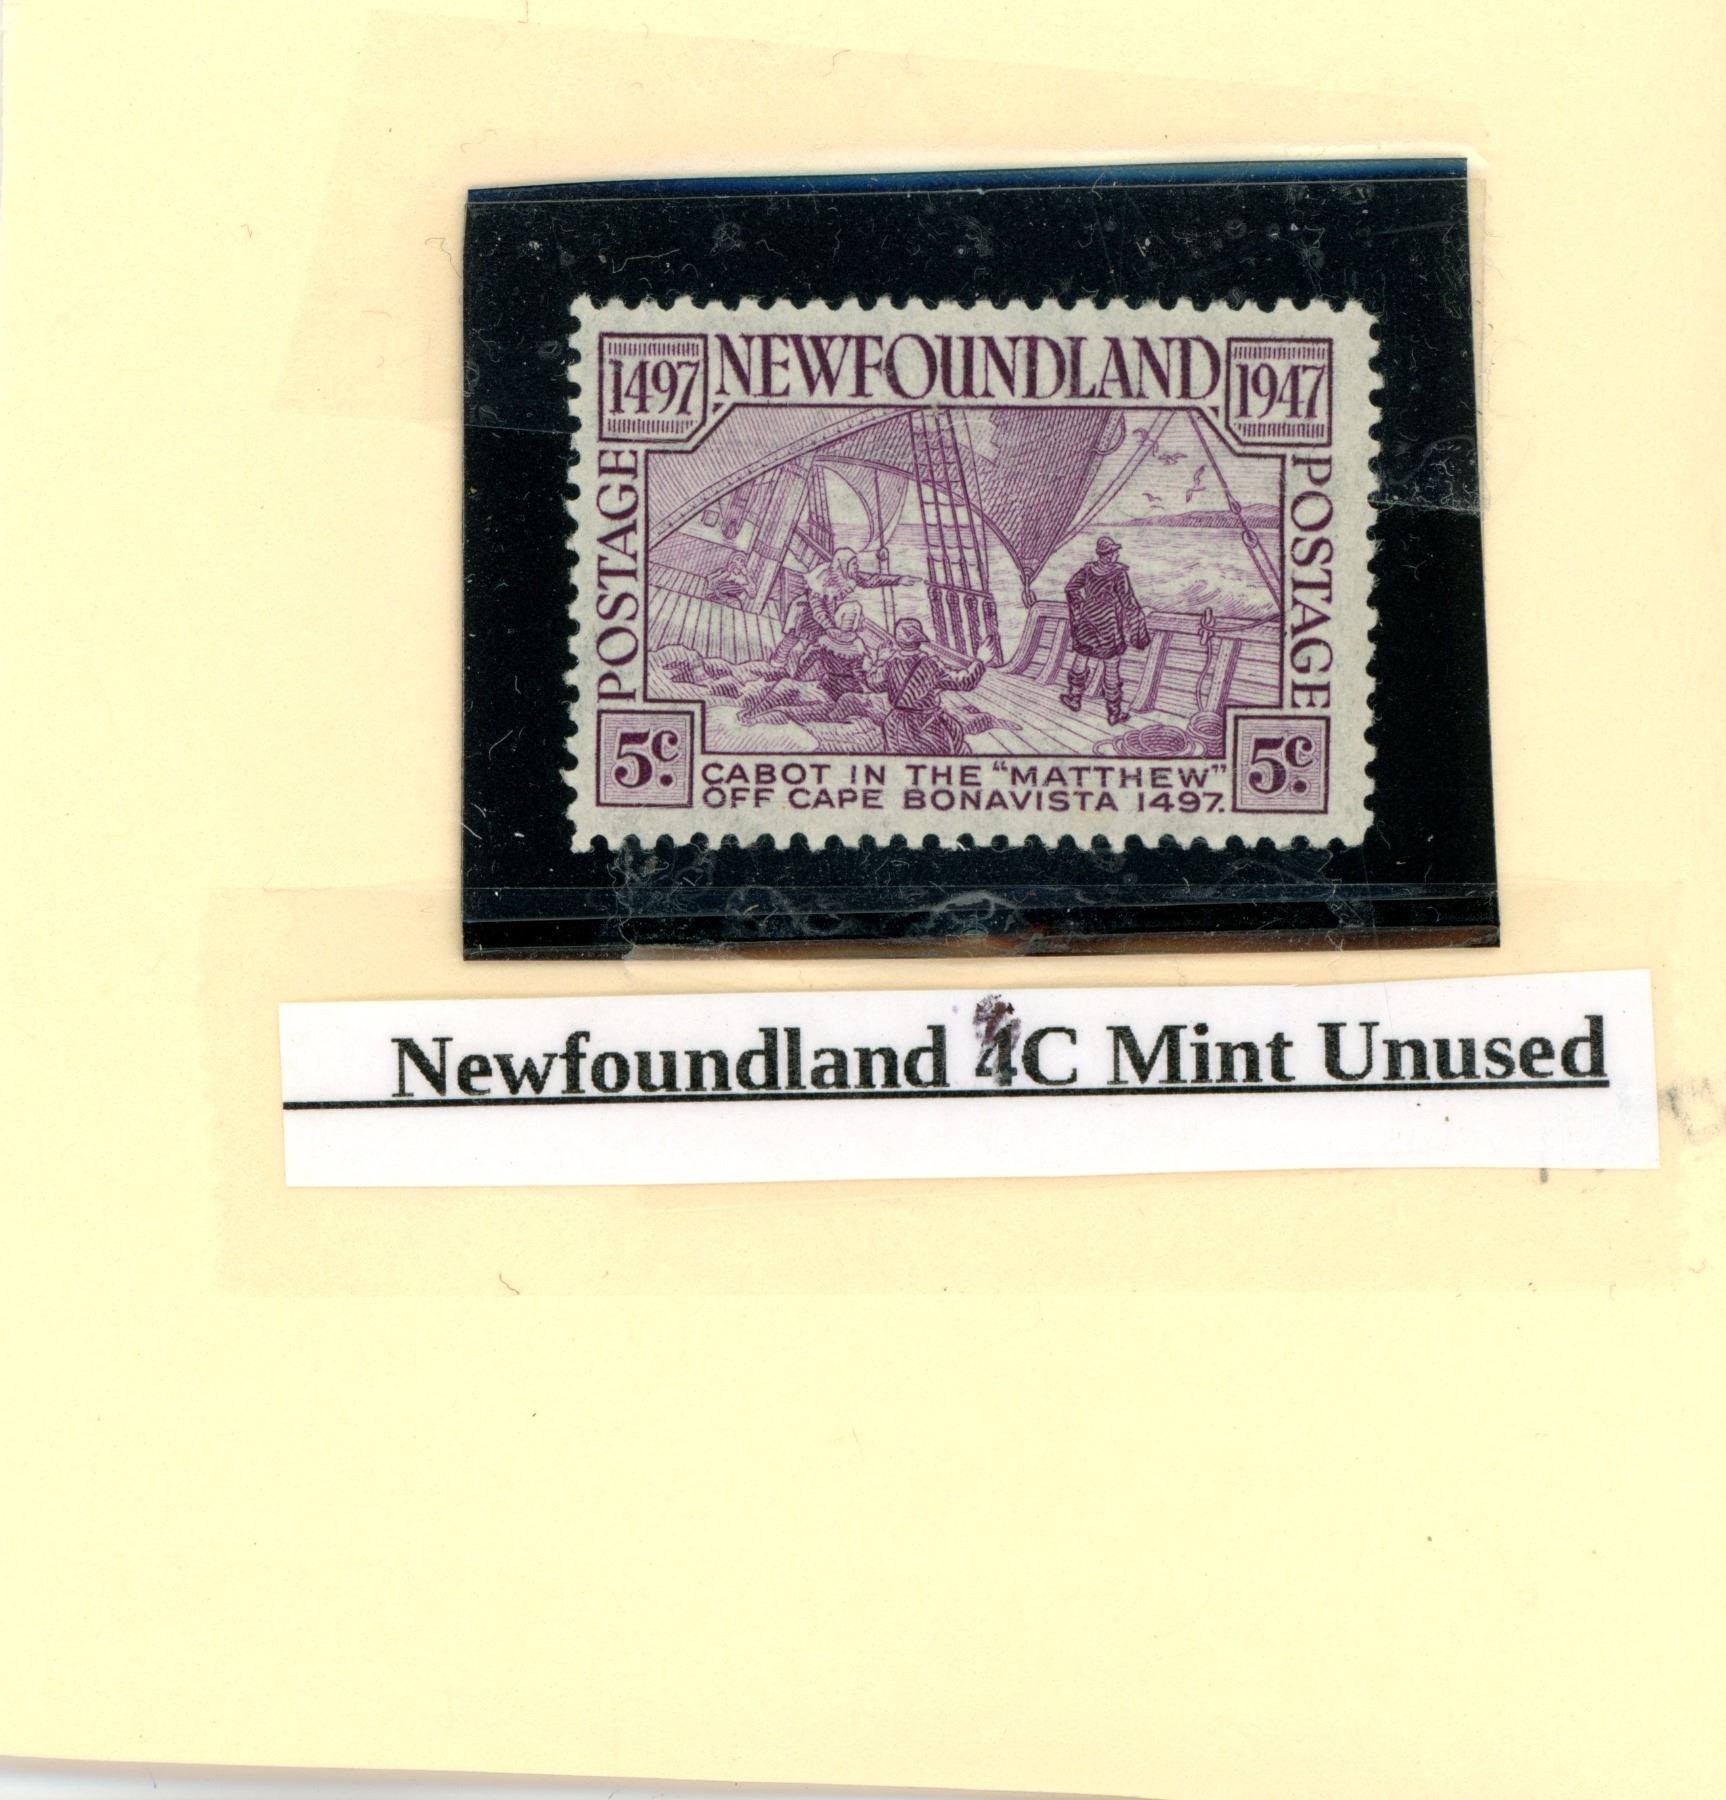 1497 NEWFOUNDLAND 1947
POSTAGE
POSTAGE
5c. CABOT IN THE "MATTHEW" 5c.
OFF CAPE BONAVISTA 1497.
Newfoundland 4C Mint Unused